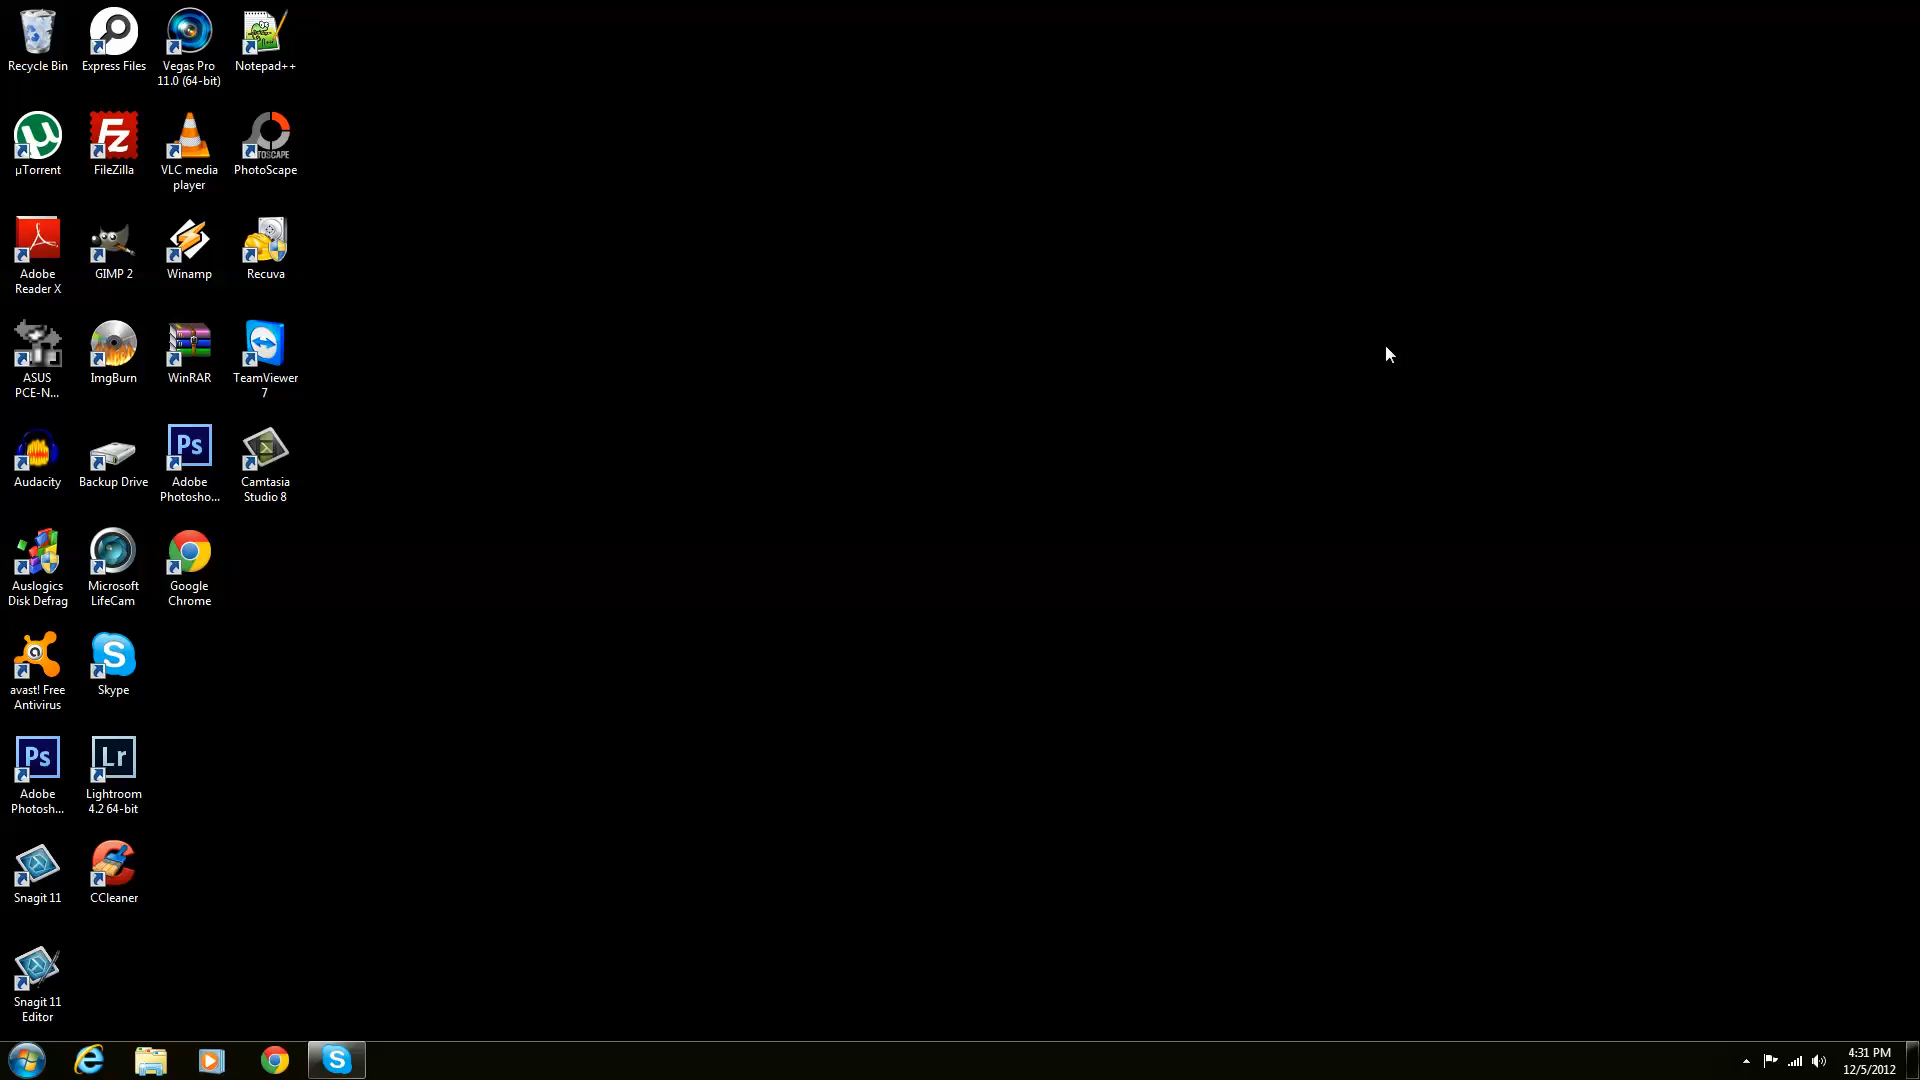 Recycle Bin
Express Files
Vegas Pro
11.0 (64-bit)
Notepad++
µTorrent
FileZilla
VLC media
player
PhotoScape
Adobe
Reader X
GIMP 2
Winamp
Recuva
ASUS
PCE-N...
ImgBurn
WinRAR
TeamViewer
7
Audacity
Backup Drive
Ps
Adobe
Photosho...
Camtasia
Studio 8
Auslogics
Disk Defrag
Microsoft
LifeCam
Google
Chrome
avast! Free
Antivirus
Skype
Ps
Adobe
Photosh...
Lr
Lightroom
4.2 64-bit
Snagit 11
CCleaner
Snagit 11
Editor
4:31 PM
12/5/2012